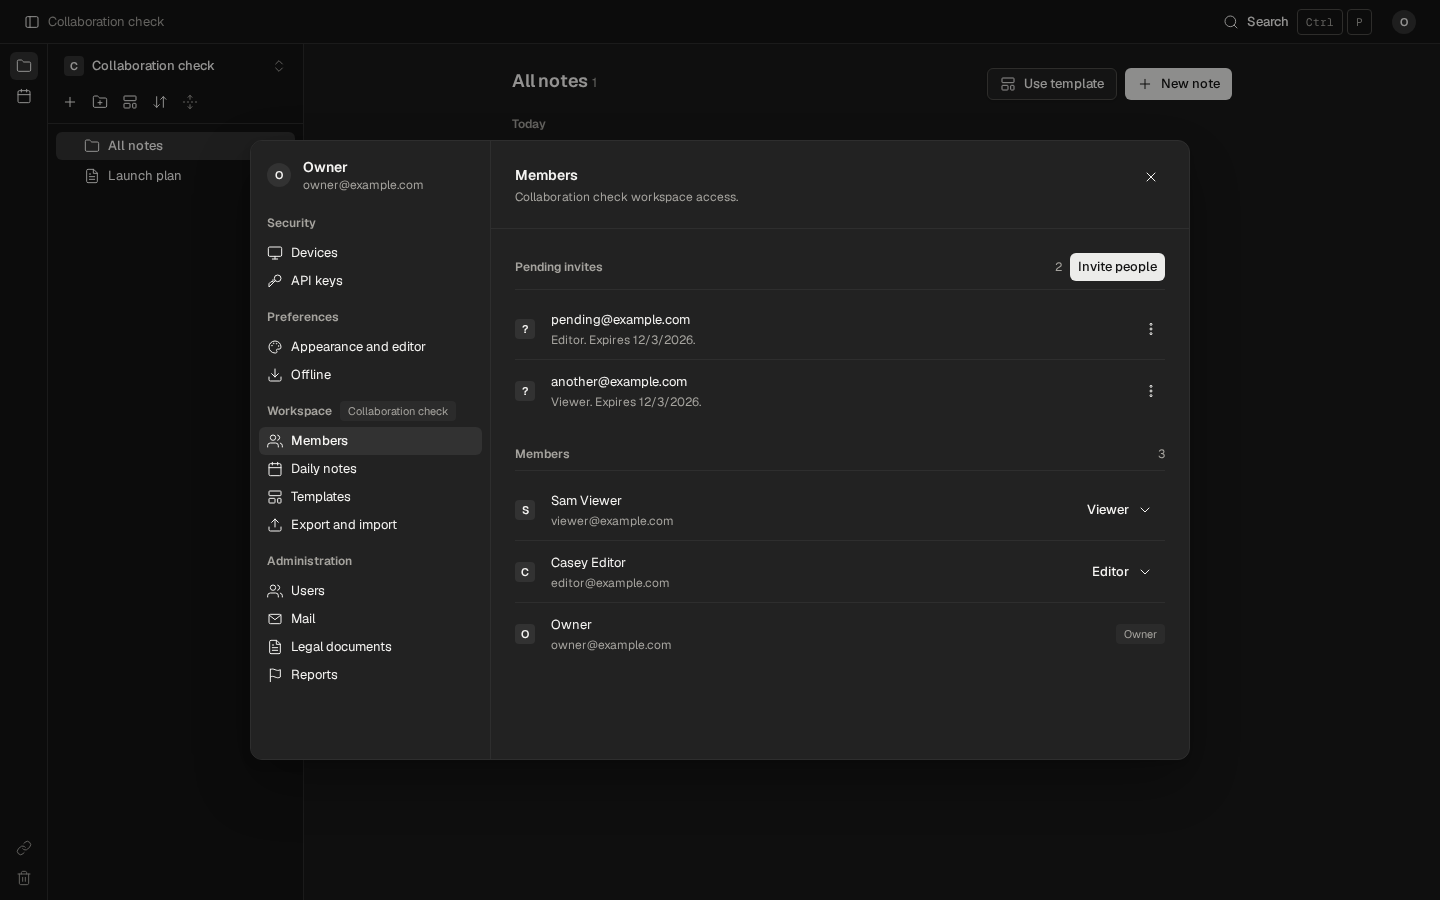 Collaboration check
Search Ctrl P
O
C Collaboration check
All notes
Launch plan
All notes 1
Use template
New note
Today
O
Owner
owner@example.com
Security
Devices
API keys
Preferences
Appearance and editor
Offline
Workspace Collaboration check
Members
Daily notes
Templates
Export and import
Administration
Users
Mail
Legal documents
Reports
Members
Collaboration check workspace access.
Pending invites 2 Invite people
?
pending@example.com
Editor. Expires 12/3/2026.
?
another@example.com
Viewer. Expires 12/3/2026.
Members 3
S
Sam Viewer
viewer@example.com
Viewer
C
Casey Editor
editor@example.com
Editor
O
Owner
owner@example.com
Owner